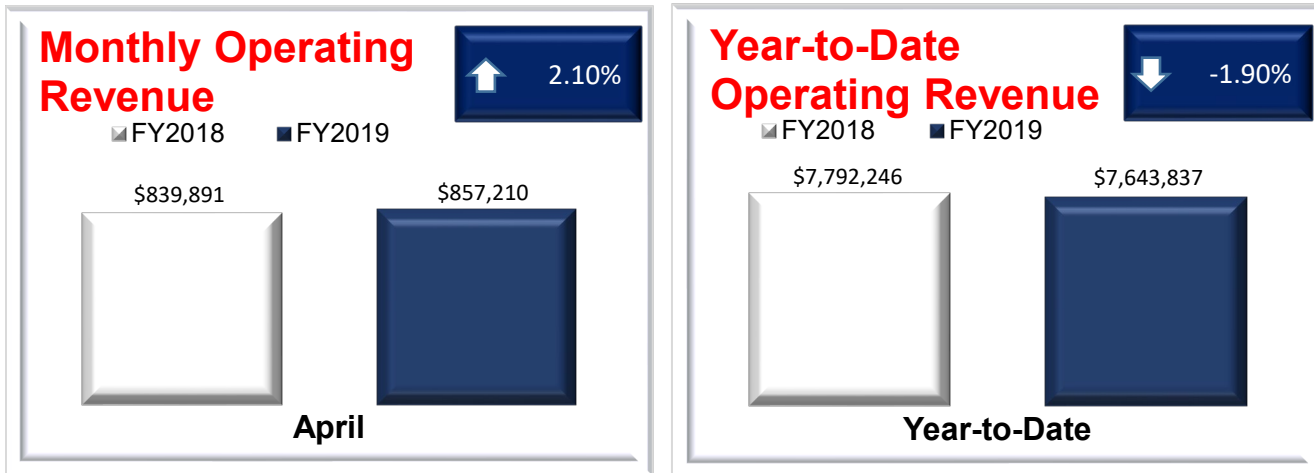 Monthly Operating
Revenue
2.10%
FY2018 FY2019
$839,891 $857,210
April
Year-to-Date
Operating Revenue
-1.90%
FY2018 FY2019
$7,792,246 $7,643,837
Year-to-Date